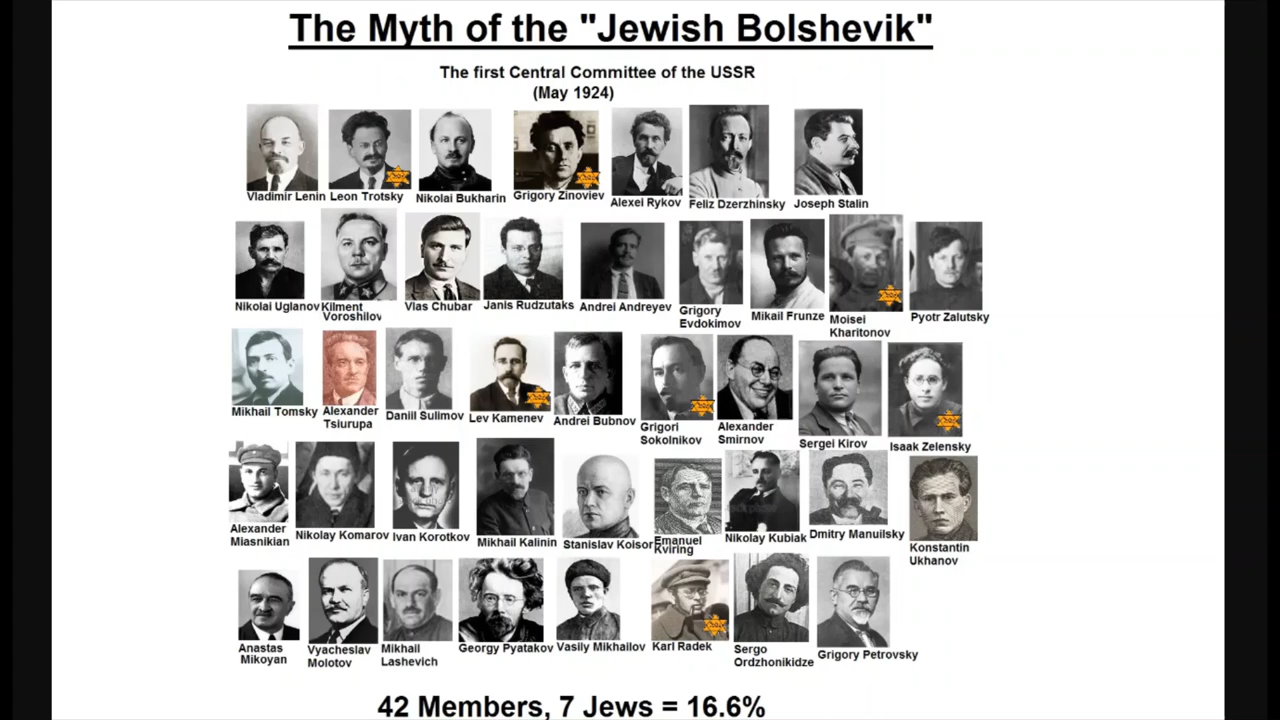 The Myth of the "Jewish Bolshevik"
The first Central Committee of the USSR
(May 1924)
Vladimir Lenin
Leon Trotsky
Nikolai Bukharin
Grigory Zinoviev
Alexei Rykov
Feliz Dzerzhinsky
Joseph Stalin
Nikolai Uglanov
Kliment
Voroshilov
Vlas Chubar
Janis Rudzutaks
Andrei Andreyev
Grigory
Evdokimov
Mikail Frunze
Moisei
Kharitonov
Pyotr Zalutsky
Mikhail Tomsky
Alexander
Tsiurupa
Daniil Sulimov
Lev Kamenev
Andrei Bubnov
Grigori
Sokolnikov
Alexander
Smirnov
Sergei Kirov
Isaak Zelensky
Alexander
Miasnikian
Nikolay Komarov
Ivan Korotkov
Mikhail Kalinin
Stanislav Koisor
Emanuel
Kviring
Nikolay Kubiak
Dmitry Manuilsky
Konstantin
Ukhanov
Anastas
Mikoyan
Vyacheslav
Molotov
Mikhail
Lashevich
Georgy Pyatakov
Vasily Mikhailov
Karl Radek
Sergo
Ordzhonikidze
Grigory Petrovsky
42 Members, 7 Jews = 16.6%